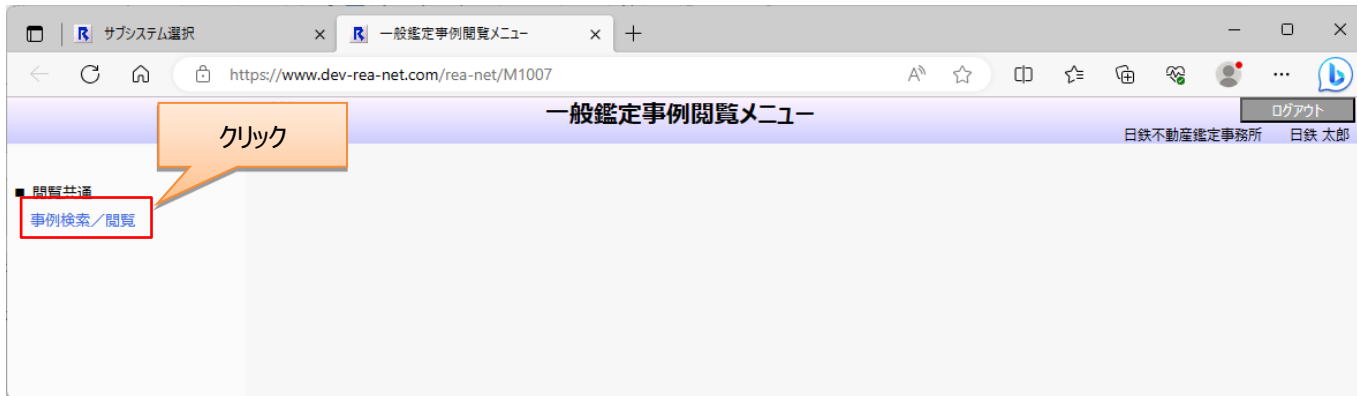 サブシステム選択
一般鑑定事例閲覧メニュー
https://www.dev-rea-net.com/rea-net/M1007
一般鑑定事例閲覧メニュー
ログアウト
クリック
日鉄不動産鑑定事務所 日鉄 太郎
■ 閲覧共通
事例検索／閲覧